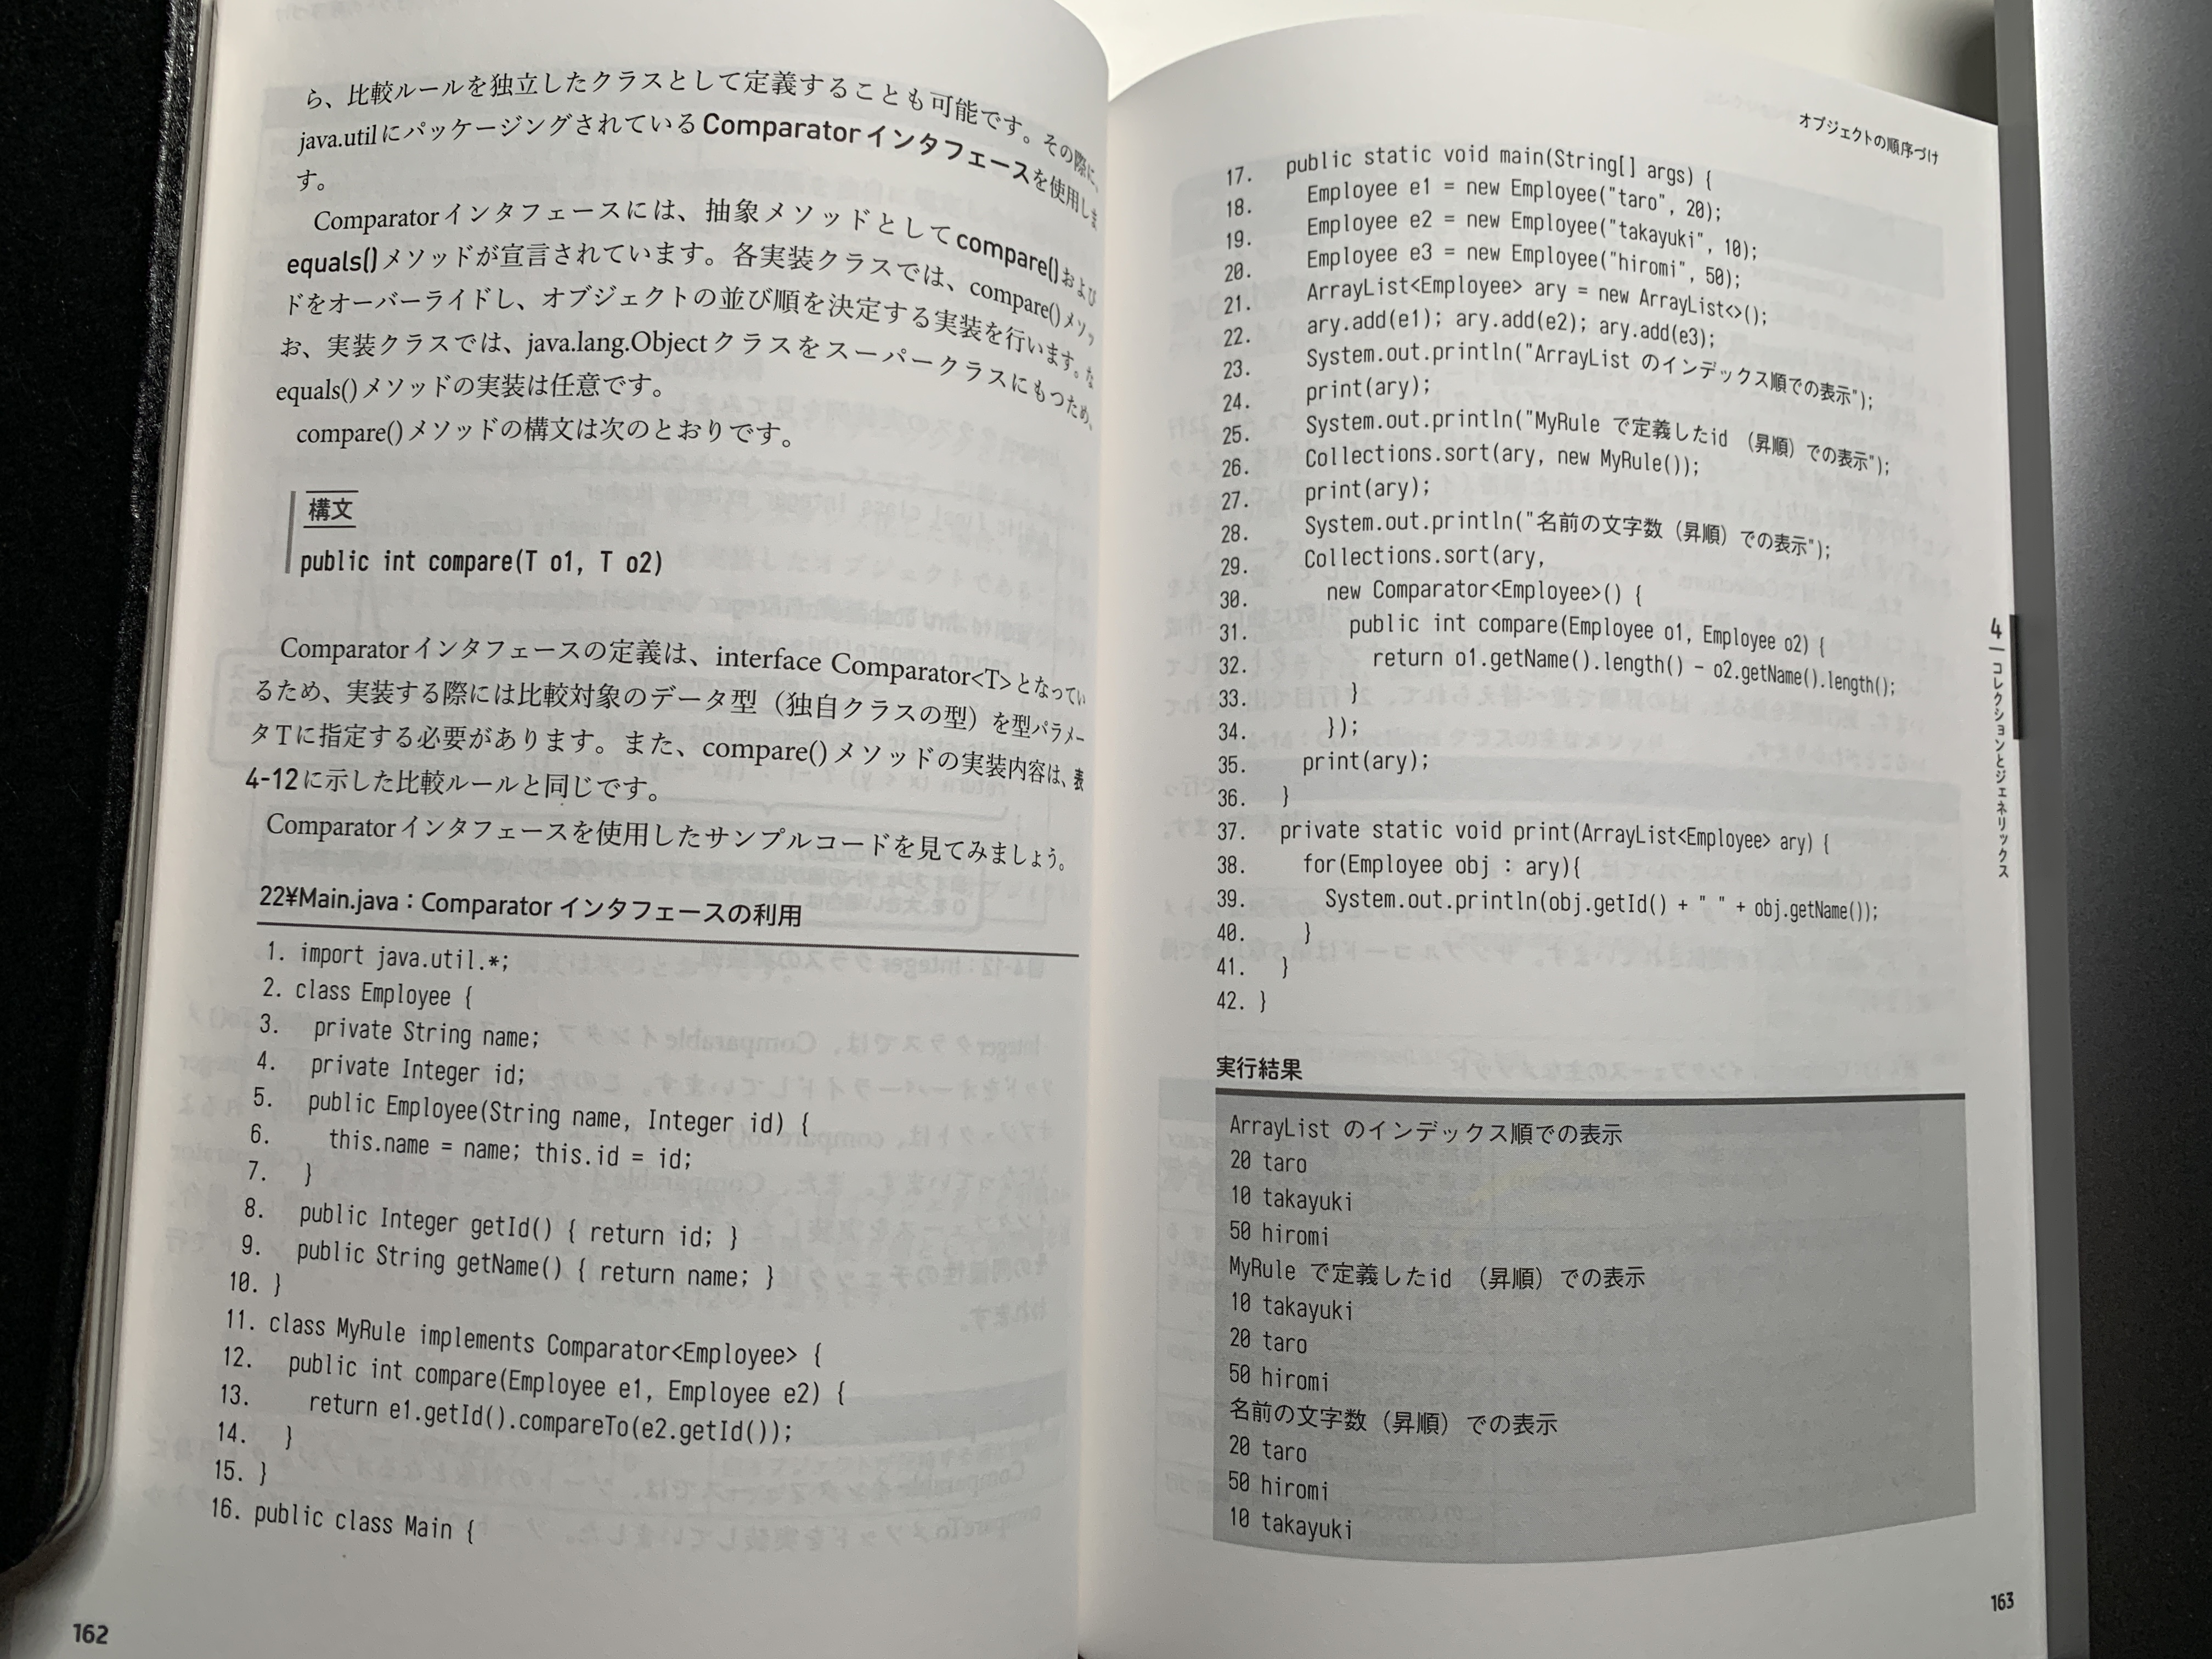 ら、比較ルールを独立したクラスとして定義することも可能です。その際に、
java.utilにパッケージングされているComparatorインタフェースを使用しま
す。
Comparatorインタフェースには、抽象メソッドとしてcompare()および
equals()メソッドが宣言されています。各実装クラスでは、compare()メソッ
ドをオーバーライドし、オブジェクトの並び順を決定する実装を行います。な
お、実装クラスでは、java.lang.Objectクラスをスーパークラスにもつため、
equals()メソッドの実装は任意です。
compare()メソッドの構文は次のとおりです。
構文
public int compare(T o1, T o2)
Comparatorインタフェースの定義は、interface Comparator<T>となってい
るため、実装する際には比較対象のデータ型（独自クラスの型）を型パラメー
タTに指定する必要があります。また、compare()メソッドの実装内容は、表
4-12に示した比較ルールと同じです。
Comparatorインタフェースを使用したサンプルコードを見てみましょう。
22¥Main.java：Comparator インタフェースの利用
1. import java.util.*;
2. class Employee {
3. private String name;
4. private Integer id;
5. public Employee(String name, Integer id) {
6. this.name = name; this.id = id;
7. }
8. public Integer getId() { return id; }
9. public String getName() { return name; }
10. }
11. class MyRule implements Comparator<Employee> {
12. public int compare(Employee e1, Employee e2) {
13. return e1.getId().compareTo(e2.getId());
14. }
15. }
16. public class Main {
162
オブジェクトの順序づけ
17. public static void main(String[] args) {
18. Employee e1 = new Employee("taro", 20);
19. Employee e2 = new Employee("takayuki", 10);
20. Employee e3 = new Employee("hiromi", 50);
21. ArrayList<Employee> ary = new ArrayList<>();
22. ary.add(e1); ary.add(e2); ary.add(e3);
23. System.out.println("ArrayList のインデックス順での表示");
24. print(ary);
25. System.out.println("MyRule で定義したid （昇順）での表示");
26. Collections.sort(ary, new MyRule());
27. print(ary);
28. System.out.println("名前の文字数（昇順）での表示");
29. Collections.sort(ary,
30. new Comparator<Employee>() {
31. public int compare(Employee o1, Employee o2) {
32. return o1.getName().length() - o2.getName().length();
33. }
34. });
35. print(ary);
36. }
37. private static void print(ArrayList<Employee> ary) {
38. for(Employee obj : ary){
39. System.out.println(obj.getId() + " " + obj.getName());
40. }
41. }
42. }
実行結果
ArrayList のインデックス順での表示
20 taro
10 takayuki
50 hiromi
MyRule で定義したid （昇順）での表示
10 takayuki
20 taro
50 hiromi
名前の文字数（昇順）での表示
20 taro
50 hiromi
10 takayuki
4
コレクションとジェネリックス
163